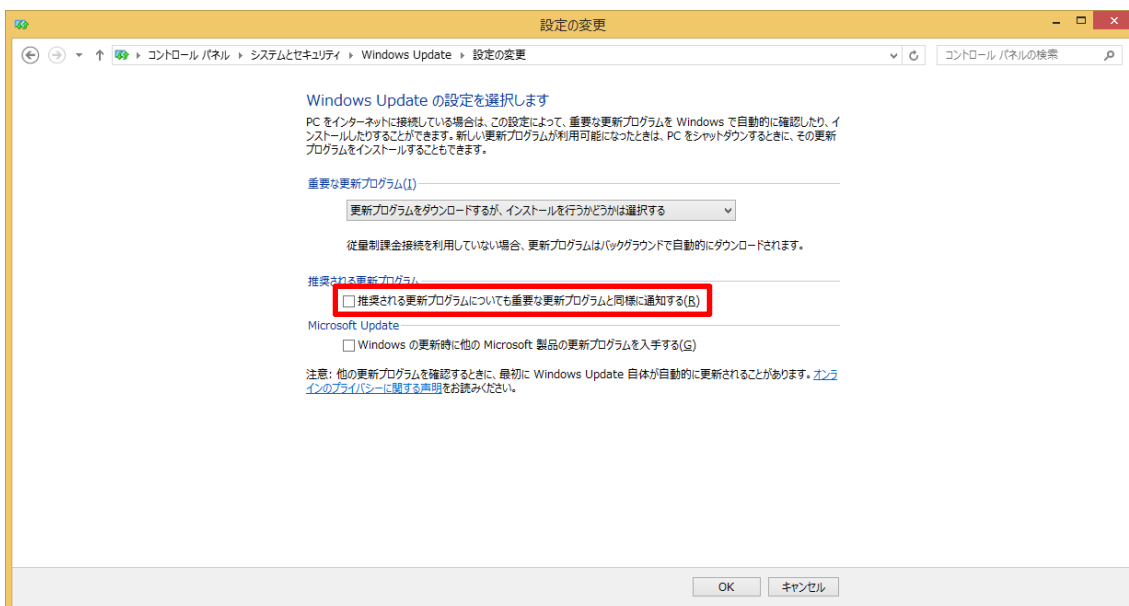 設定の変更
コントロール パネル ▸ システムとセキュリティ ▸ Windows Update ▸ 設定の変更
コントロール パネルの検索
Windows Update の設定を選択します
PC をインターネットに接続している場合は、この設定によって、重要な更新プログラムを Windows で自動的に確認したり、イ
ンストールしたりすることができます。新しい更新プログラムが利用可能になったときは、PC をシャットダウンするときに、その更新
プログラムをインストールすることもできます。
重要な更新プログラム(I)
更新プログラムをダウンロードするが、インストールを行うかどうかは選択する
従量制課金接続を利用していない場合、更新プログラムはバックグラウンドで自動的にダウンロードされます。
推奨される更新プログラム
推奨される更新プログラムについても重要な更新プログラムと同様に通知する(R)
Microsoft Update
Windows の更新時に他の Microsoft 製品の更新プログラムを入手する(G)
注意: 他の更新プログラムを確認するときに、最初に Windows Update 自体が自動的に更新されることがあります。オンラ
インのプライバシーに関する声明をお読みください。
OK
キャンセル